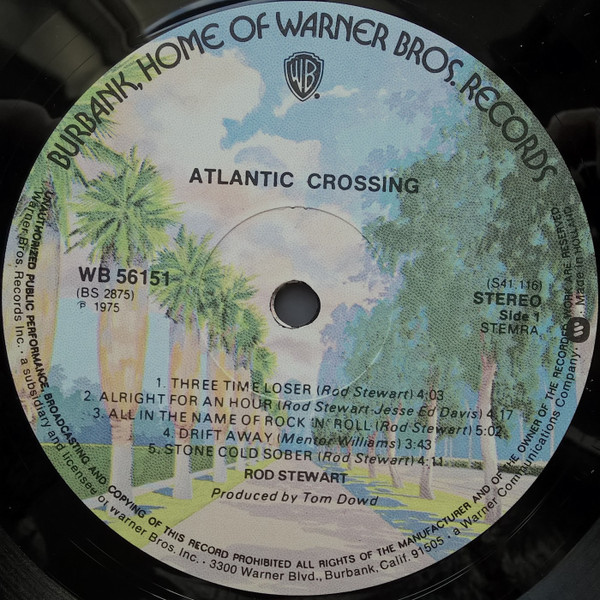 BURBANK, HOME OF WARNER BROS. RECORDS
WB
ATLANTIC CROSSING
WB 56151
(BS 2875)
℗ 1975
(S41.116)
STEREO
Side 1
STEMRA
1. THREE TIME LOSER (Rod Stewart) 4:03
2. ALRIGHT FOR AN HOUR (Rod Stewart-Jesse Ed Davis) 4:17
3. ALL IN THE NAME OF ROCK 'N' ROLL (Rod Stewart) 5:02
4. DRIFT AWAY (Mentor Williams) 3:43
5. STONE COLD SOBER (Rod Stewart) 4:11
ROD STEWART
Produced by Tom Dowd
UNAUTHORIZED PUBLIC PERFORMANCE, BROADCASTING AND COPYING OF THIS RECORD PROHIBITED ALL RIGHTS OF THE MANUFACTURER AND OF THE OWNER OF THE RECORDED WORK ARE RESERVED
Warner Bros. Records Inc. · a subsidiary and licensee of Warner Bros. Inc. · 3300 Warner Blvd., Burbank, Calif. 91505 · a Warner Communications Company · Made in Holland